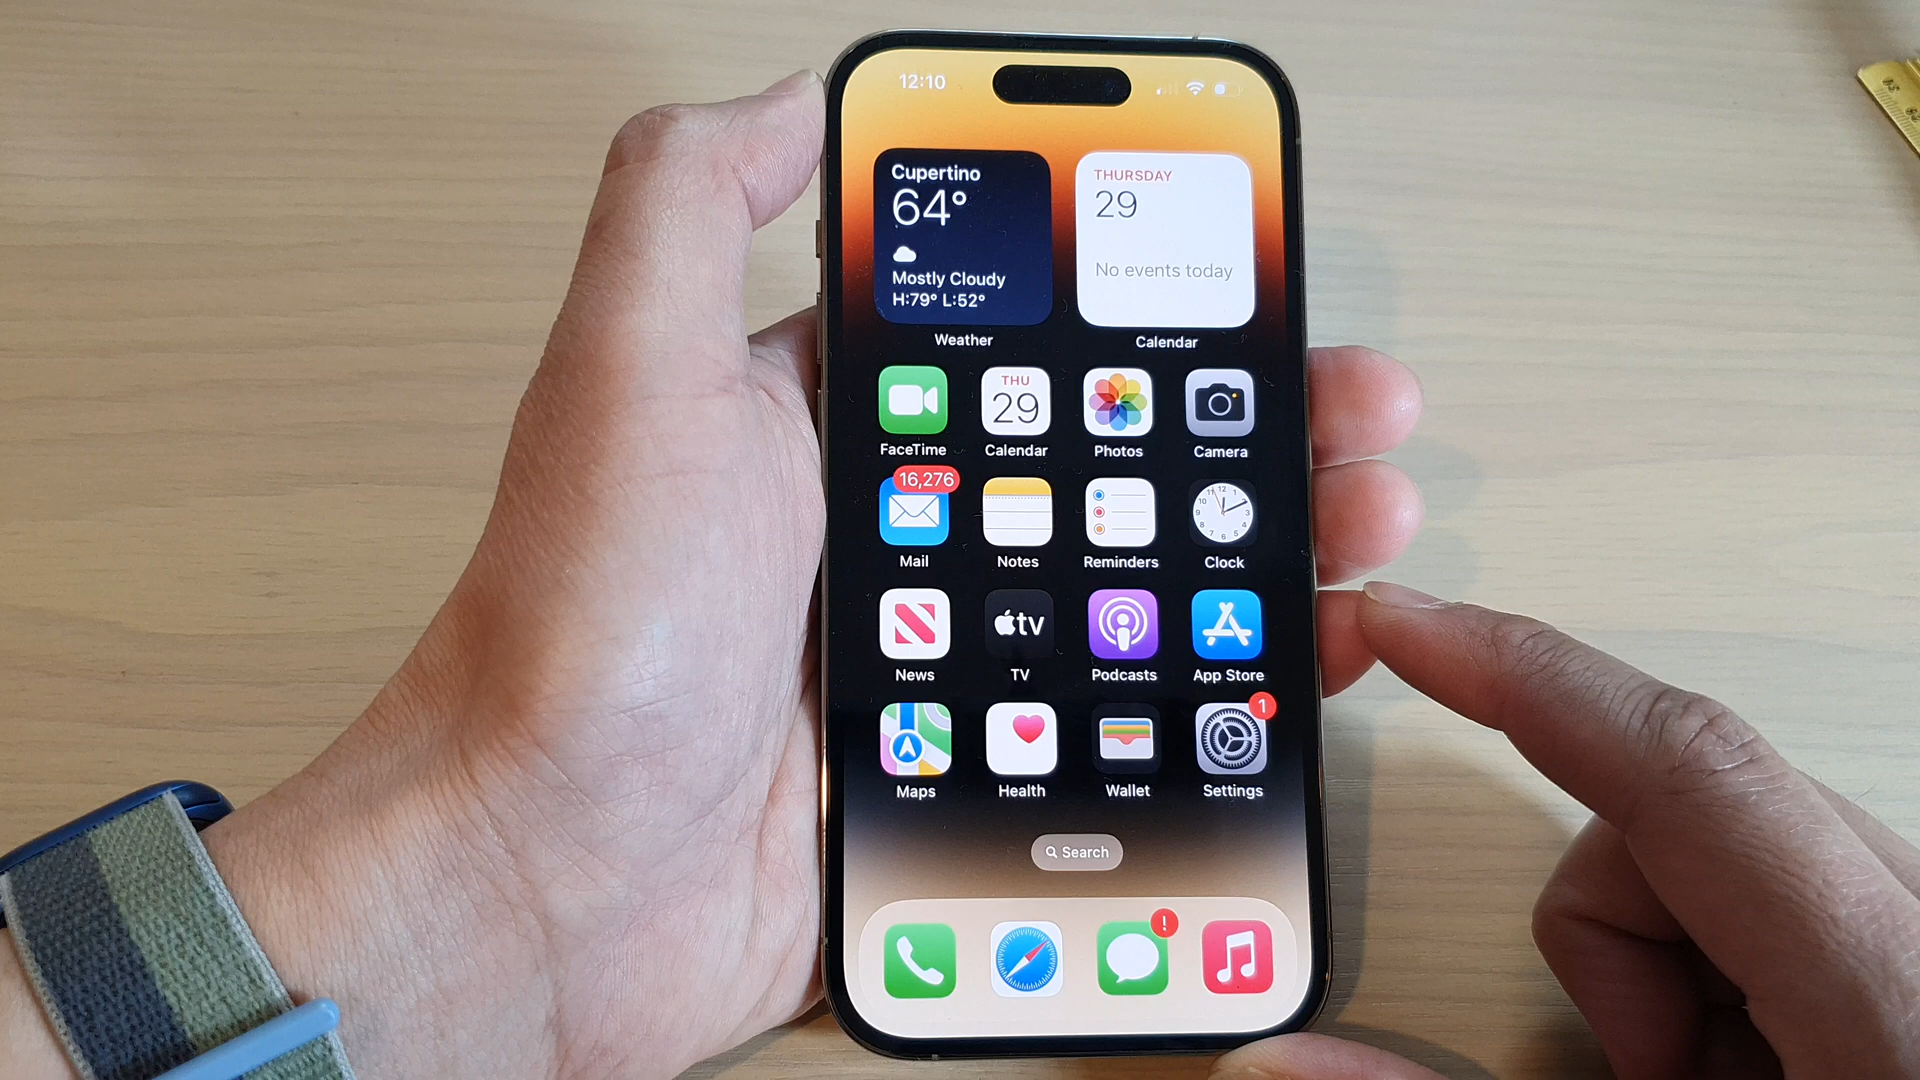 12:10
Cupertino
64°
Mostly Cloudy
H:79° L:52°
Weather
THURSDAY
29
No events today
Calendar
FaceTime
THU
29
Calendar
Photos
Camera
16,276
Mail
Notes
Reminders
Clock
News
tv
TV
Podcasts
App Store
Maps
Health
Wallet
1
Settings
Search
!